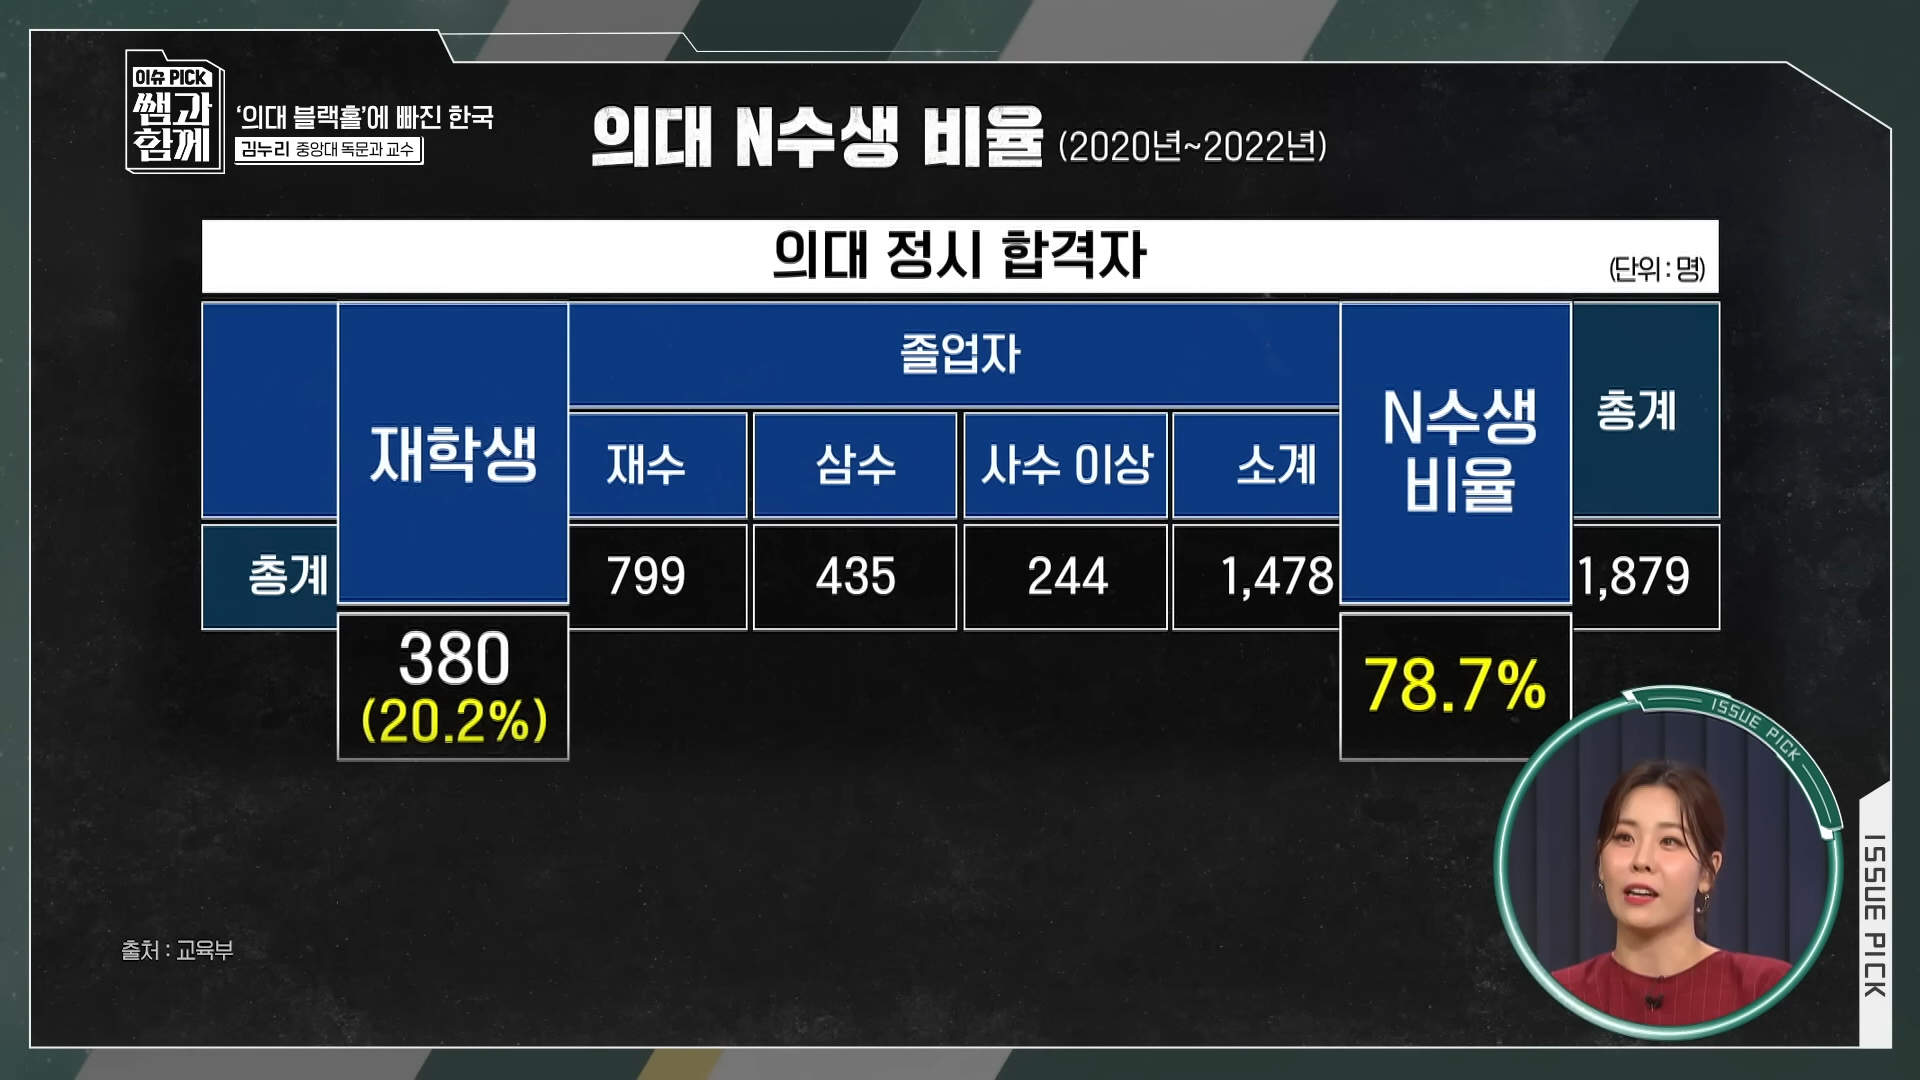 이슈 PICK
쌤과
함께
‘의대 블랙홀’에 빠진 한국
김누리 중앙대 독문과 교수
의대 N수생 비율 (2020년~2022년)
의대 정시 합격자
(단위 : 명)
재학생
졸업자
N수생
비율
총계
재수 삼수 사수 이상 소계
총계 799 435 244 1,478 1,879
380
(20.2%)
78.7%
ISSUE PICK
ISSUE PICK
출처 : 교육부